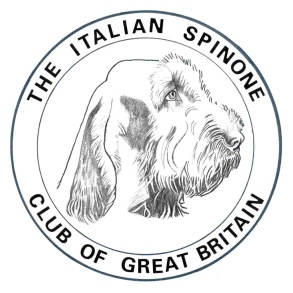 THE ITALIAN SPINONE
CLUB OF GREAT BRITAIN